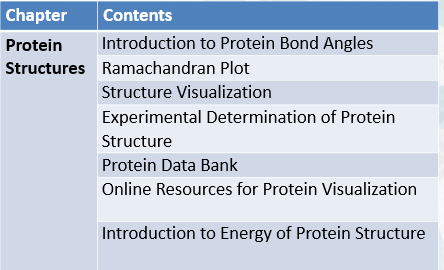 Chapter Contents
Protein Structures
Introduction to Protein Bond Angles
Ramachandran Plot
Structure Visualization
Experimental Determination of Protein
Structure
Protein Data Bank
Online Resources for Protein Visualization
Introduction to Energy of Protein Structure